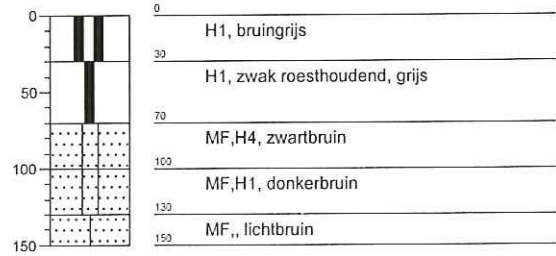 0
0
H1, bruingrijs
30
H1, zwak roesthoudend, grijs
50
70
MF,H4, zwartbruin
100
100
MF,H1, donkerbruin
130
MF,, lichtbruin
150
150